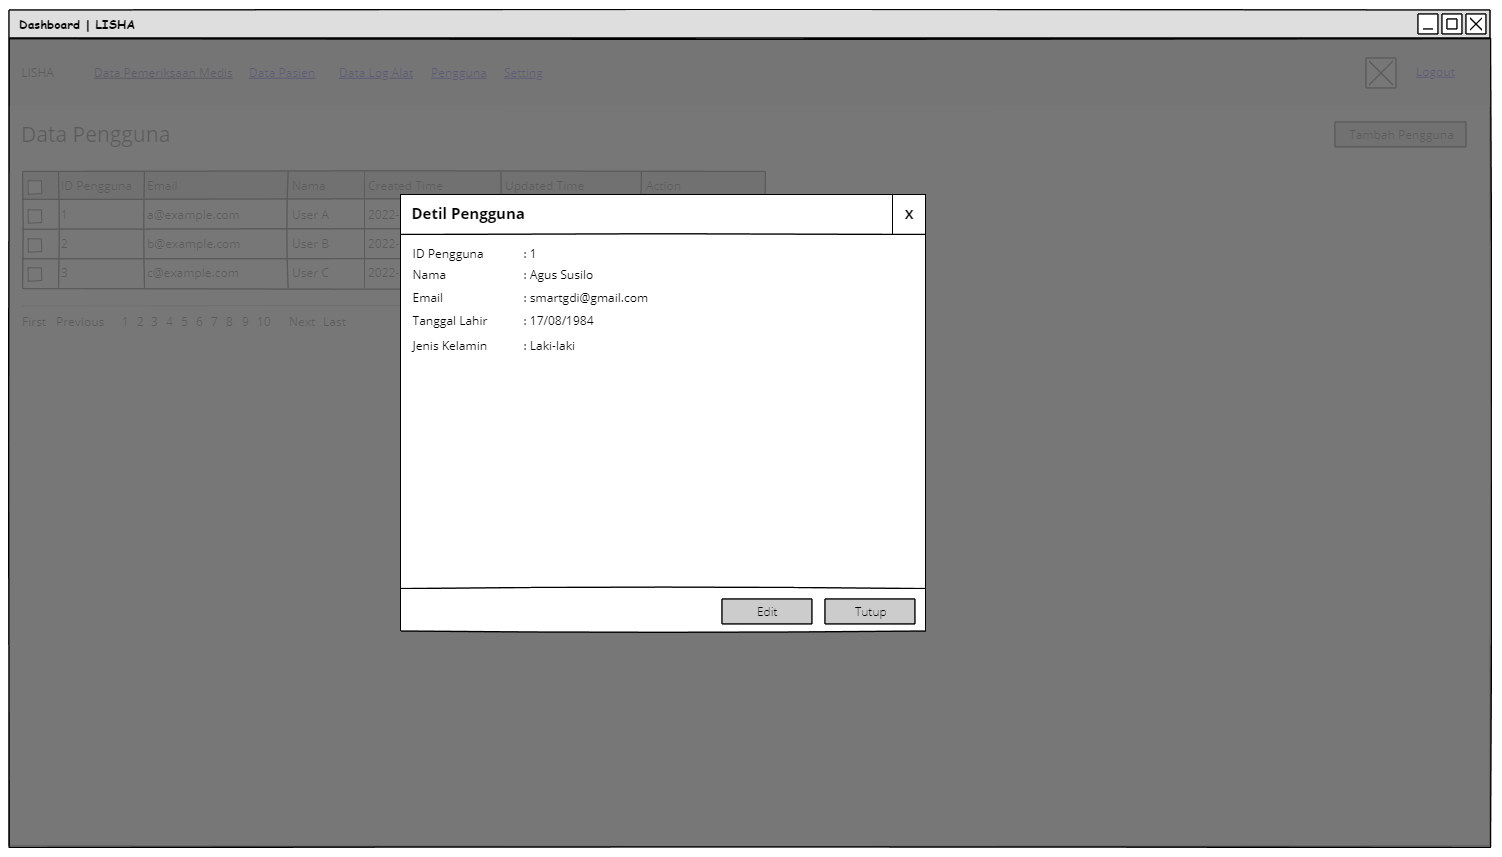 Dashboard | LISHA
LISHA Data Pemeriksaan Medis Data Pasien Data Log Alat Pengguna Setting Logout
Data Pengguna Tambah Pengguna
ID Pengguna Email Nama Created Time Updated Time Action
1 a@example.com User A 2022-
2 b@example.com User B 2022-
3 c@example.com User C 2022-
First Previous 1 2 3 4 5 6 7 8 9 10 Next Last
Detil Pengguna X
ID Pengguna : 1
Nama : Agus Susilo
Email : smartgdi@gmail.com
Tanggal Lahir : 17/08/1984
Jenis Kelamin : Laki-laki
Edit Tutup